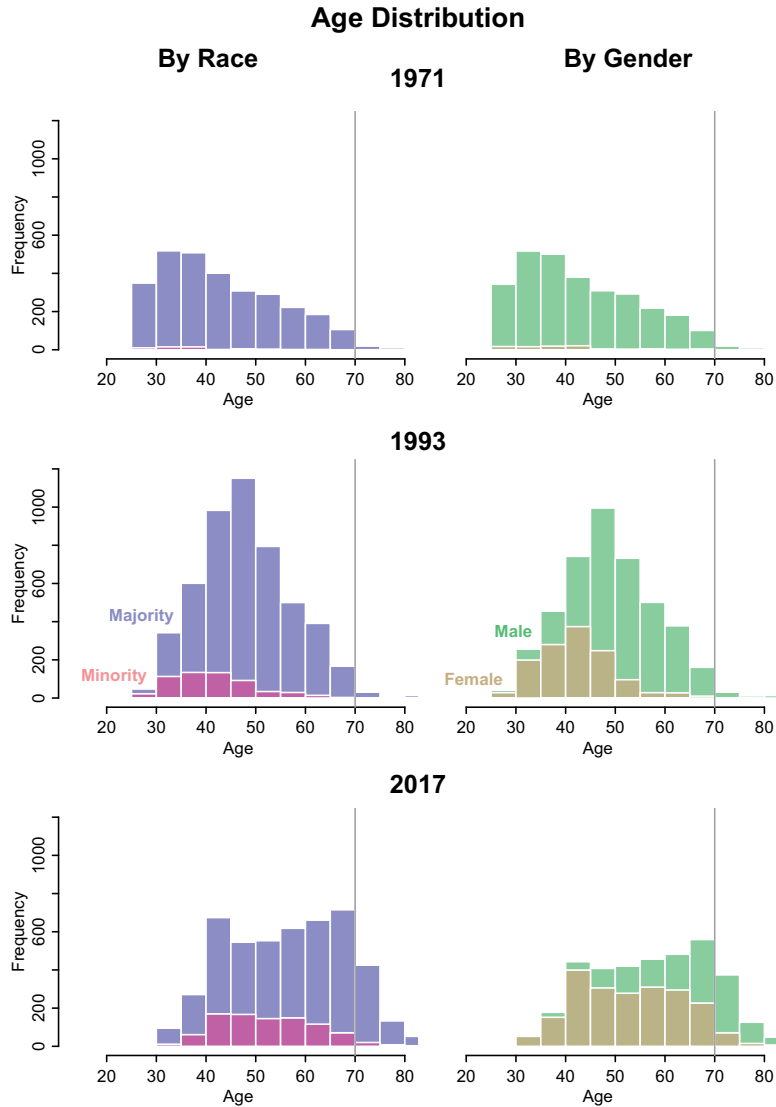 Age Distribution
By Race
By Gender
1971
Frequency
0
200
600
1000
20 30 40 50 60 70 80
Age
20 30 40 50 60 70 80
Age
1993
Frequency
0
200
600
1000
Majority
Minority
20 30 40 50 60 70 80
Age
Male
Female
20 30 40 50 60 70 80
Age
2017
Frequency
0
200
600
1000
20 30 40 50 60 70 80
Age
20 30 40 50 60 70 80
Age